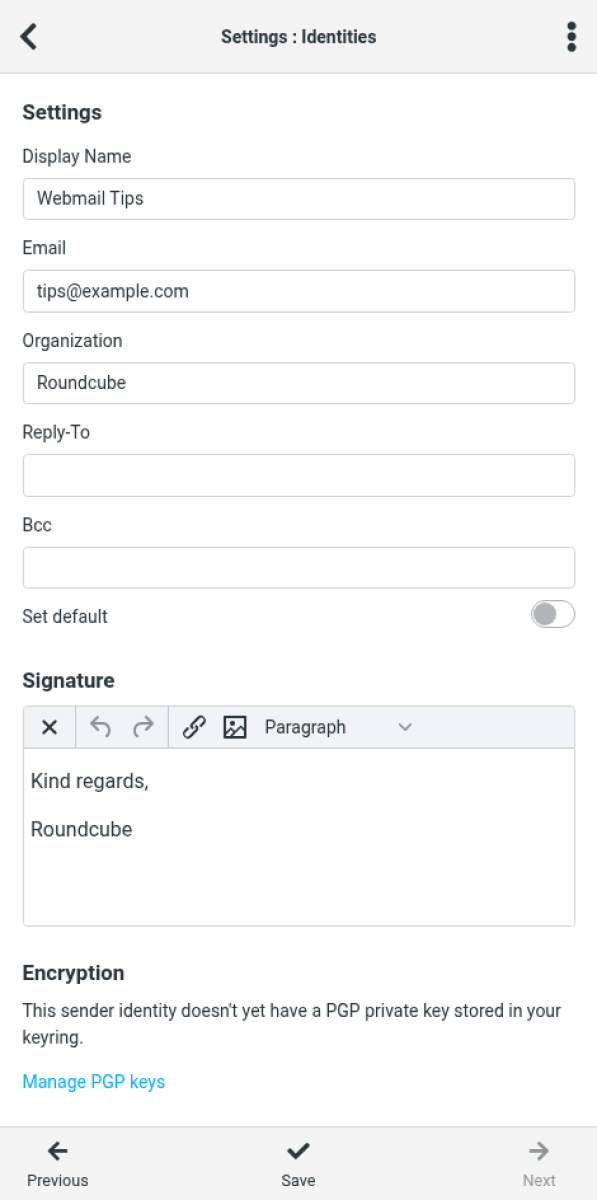 Settings : Identities
Settings
Display Name
Webmail Tips
Email
tips@example.com
Organization
Roundcube
Reply-To
Bcc
Set default
Signature
Paragraph
Kind regards,
Roundcube
Encryption
This sender identity doesn't yet have a PGP private key stored in your
keyring.
Manage PGP keys
Previous
Save
Next